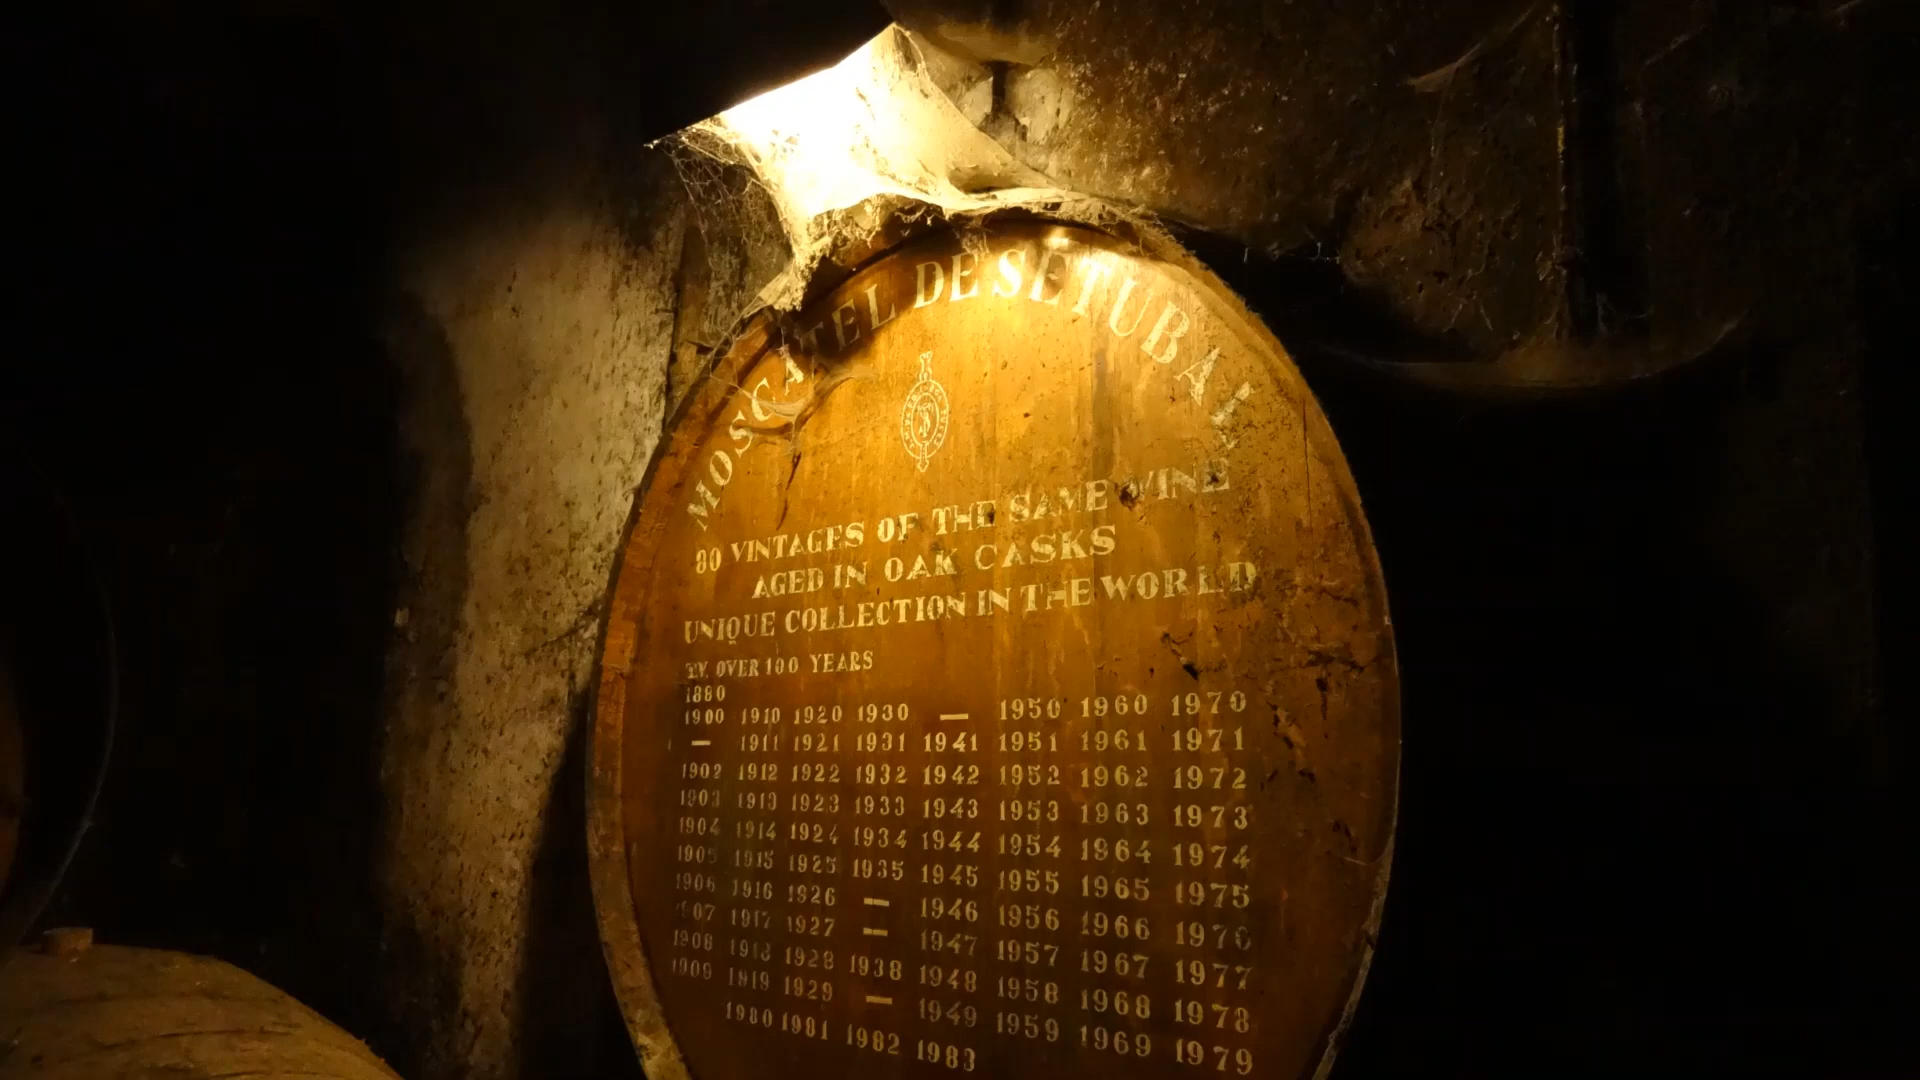 MOSCATEL DE SETUBAL
80 VINTAGES OF THE SAME WINE
AGED IN OAK CASKS
UNIQUE COLLECTION IN THE WORLD
T.V. OVER 100 YEARS
1880
1900 1910 1920 1930 — 1950 1960 1970
— 1911 1921 1931 1941 1951 1961 1971
1902 1912 1922 1932 1942 1952 1962 1972
1903 1913 1923 1933 1943 1953 1963 1973
1904 1914 1924 1934 1944 1954 1964 1974
1905 1915 1925 1935 1945 1955 1965 1975
1906 1916 1926 — 1946 1956 1966 1976
1907 1917 1927 — 1947 1957 1967 1977
1908 1918 1928 1938 1948 1958 1968 1978
1909 1919 1929 — 1949 1959 1969 1979
1980 1981 1982 1983